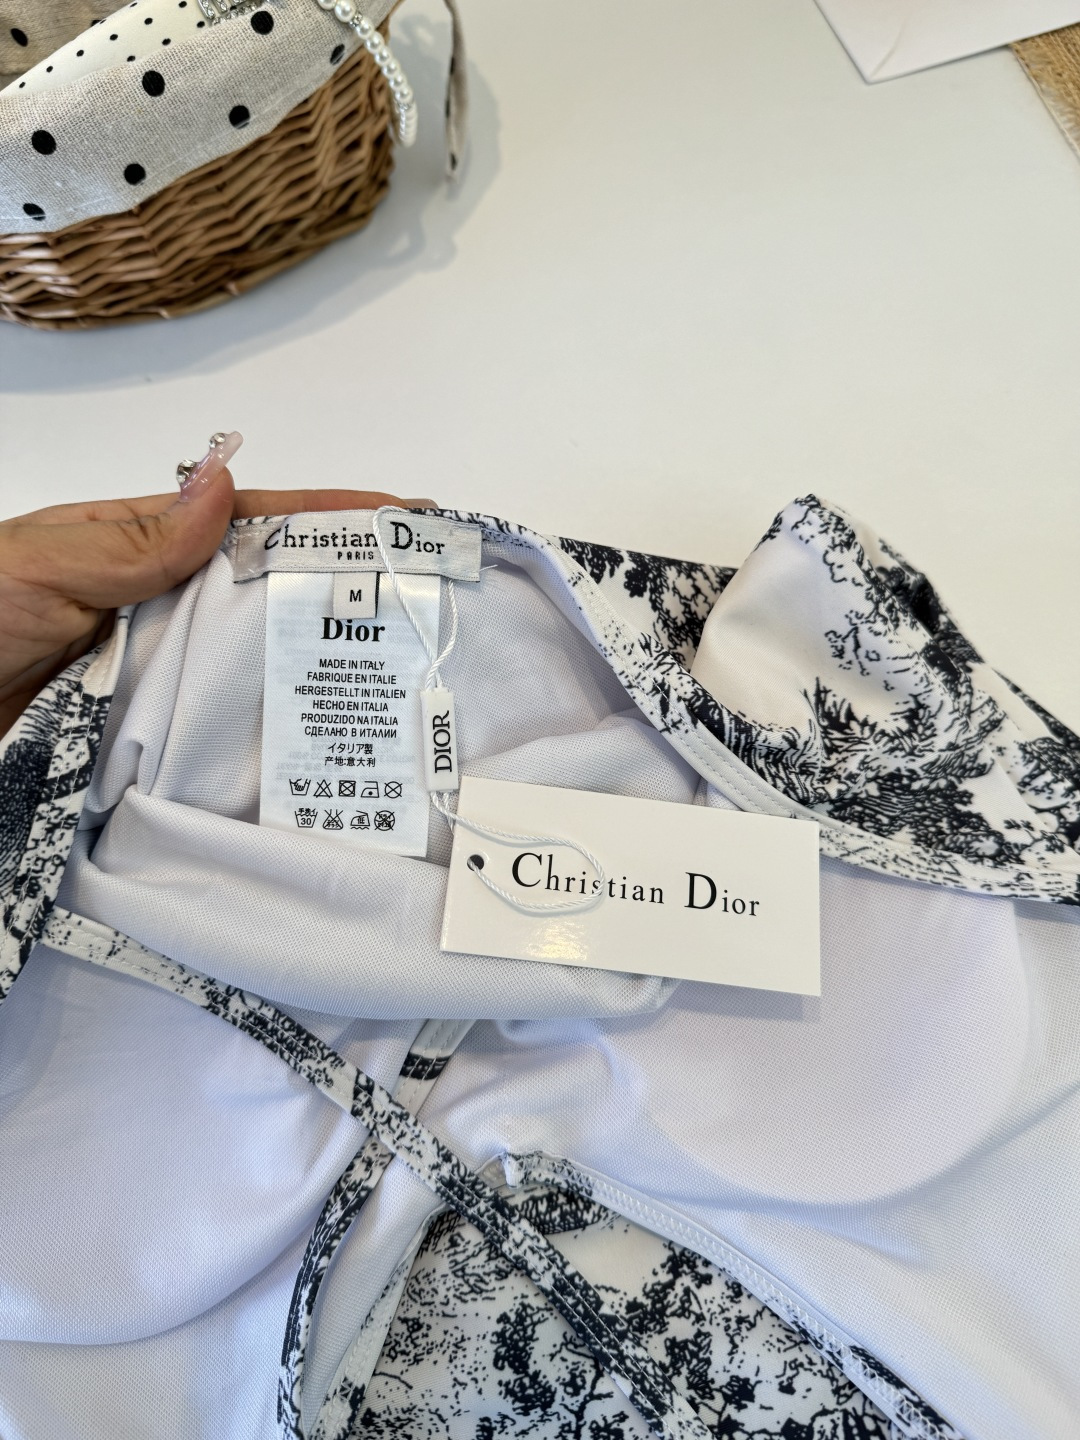 Christian Dior
PARIS
M
Dior
MADE IN ITALY
FABRIQUE EN ITALIE
HERGESTELLT IN ITALIEN
HECHO EN ITALIA
PRODUZIDO NA ITALIA
СДЕЛАНО В ИТАЛИИ
イタリア製
产地:意大利
30
DIOR
Christian Dior